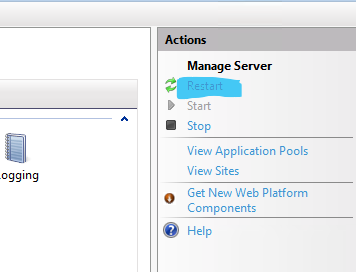 Actions
Manage Server
Restart
Start
Stop
View Application Pools
View Sites
Get New Web Platform
Components
Help
ogging